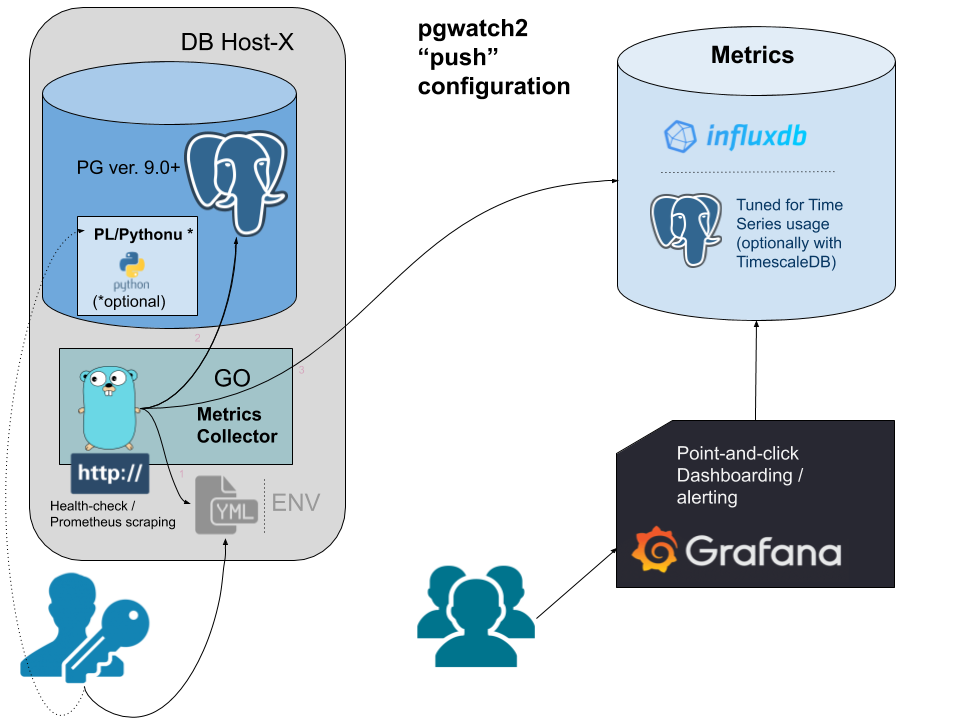 DB Host-X
pgwatch2
“push”
configuration
Metrics
influxdb
PG ver. 9.0+
Tuned for Time
Series usage
(optionally with
TimescaleDB)
PL/Pythonu *
python
(*optional)
2
3
GO
Metrics
Collector
http://
1
Health-check /
Prometheus scraping
YML
ENV
Point-and-click
Dashboarding /
alerting
Grafana